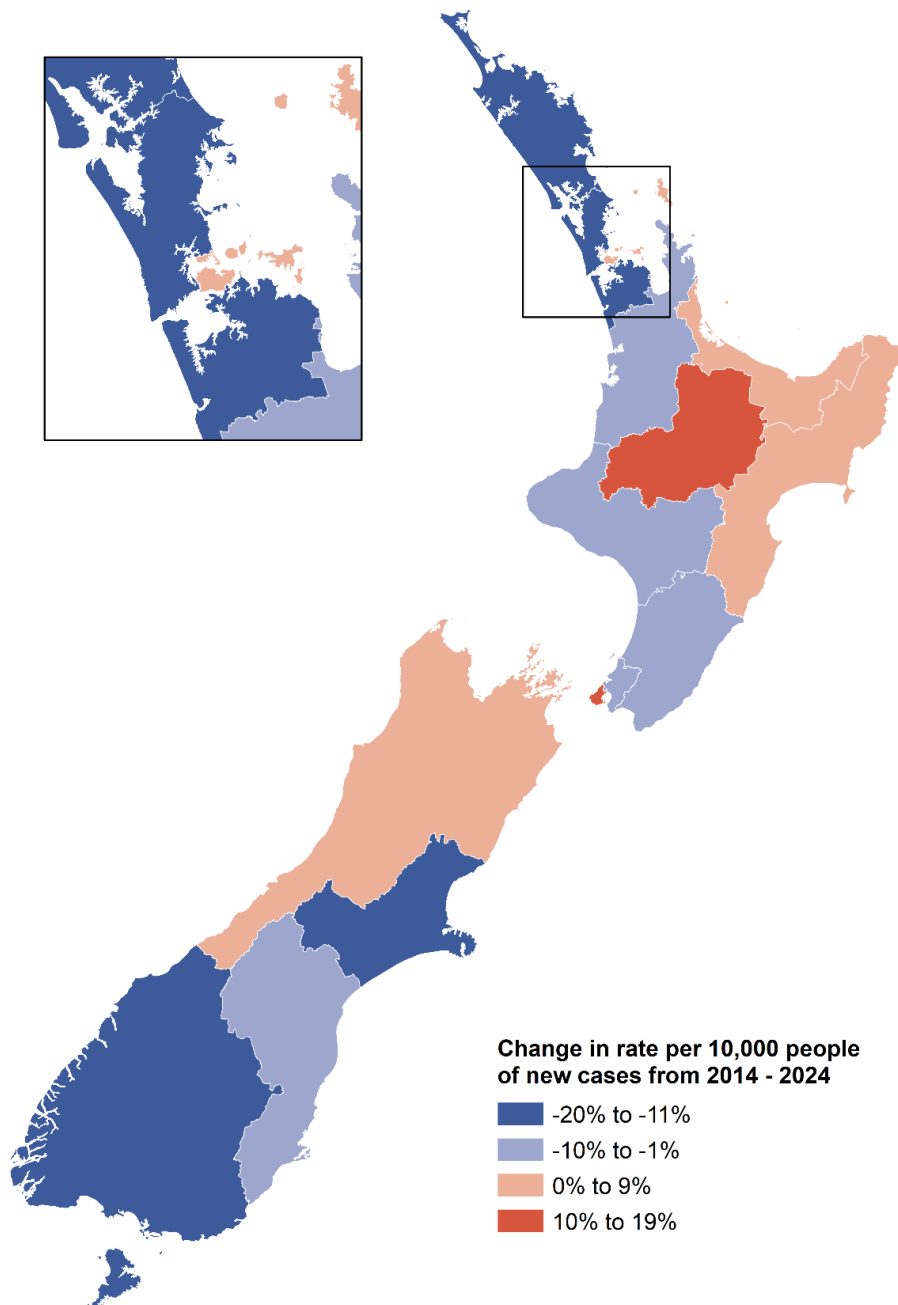 Change in rate per 10,000 people
of new cases from 2014 - 2024
-20% to -11%
-10% to -1%
0% to 9%
10% to 19%